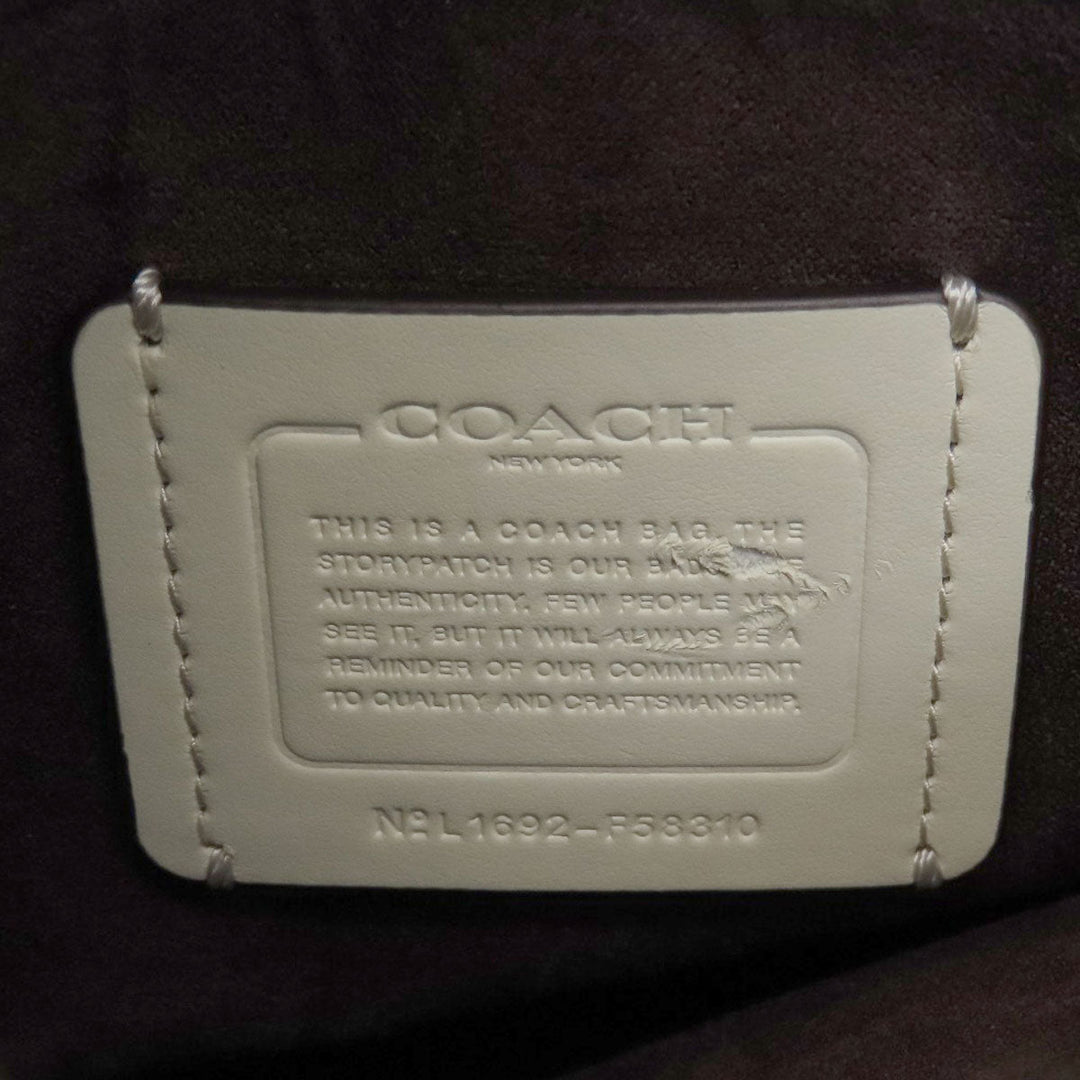 COACH
NEW YORK
THIS IS A COACH BAG. THE
STORYPATCH IS OUR
AUTHENTICITY. FEW PEOPLE MAY
SEE IT, BUT IT WILL ALWAYS BE A
REMINDER OF OUR COMMITMENT
TO QUALITY AND CRAFTSMANSHIP.
Nº L1692-F58310